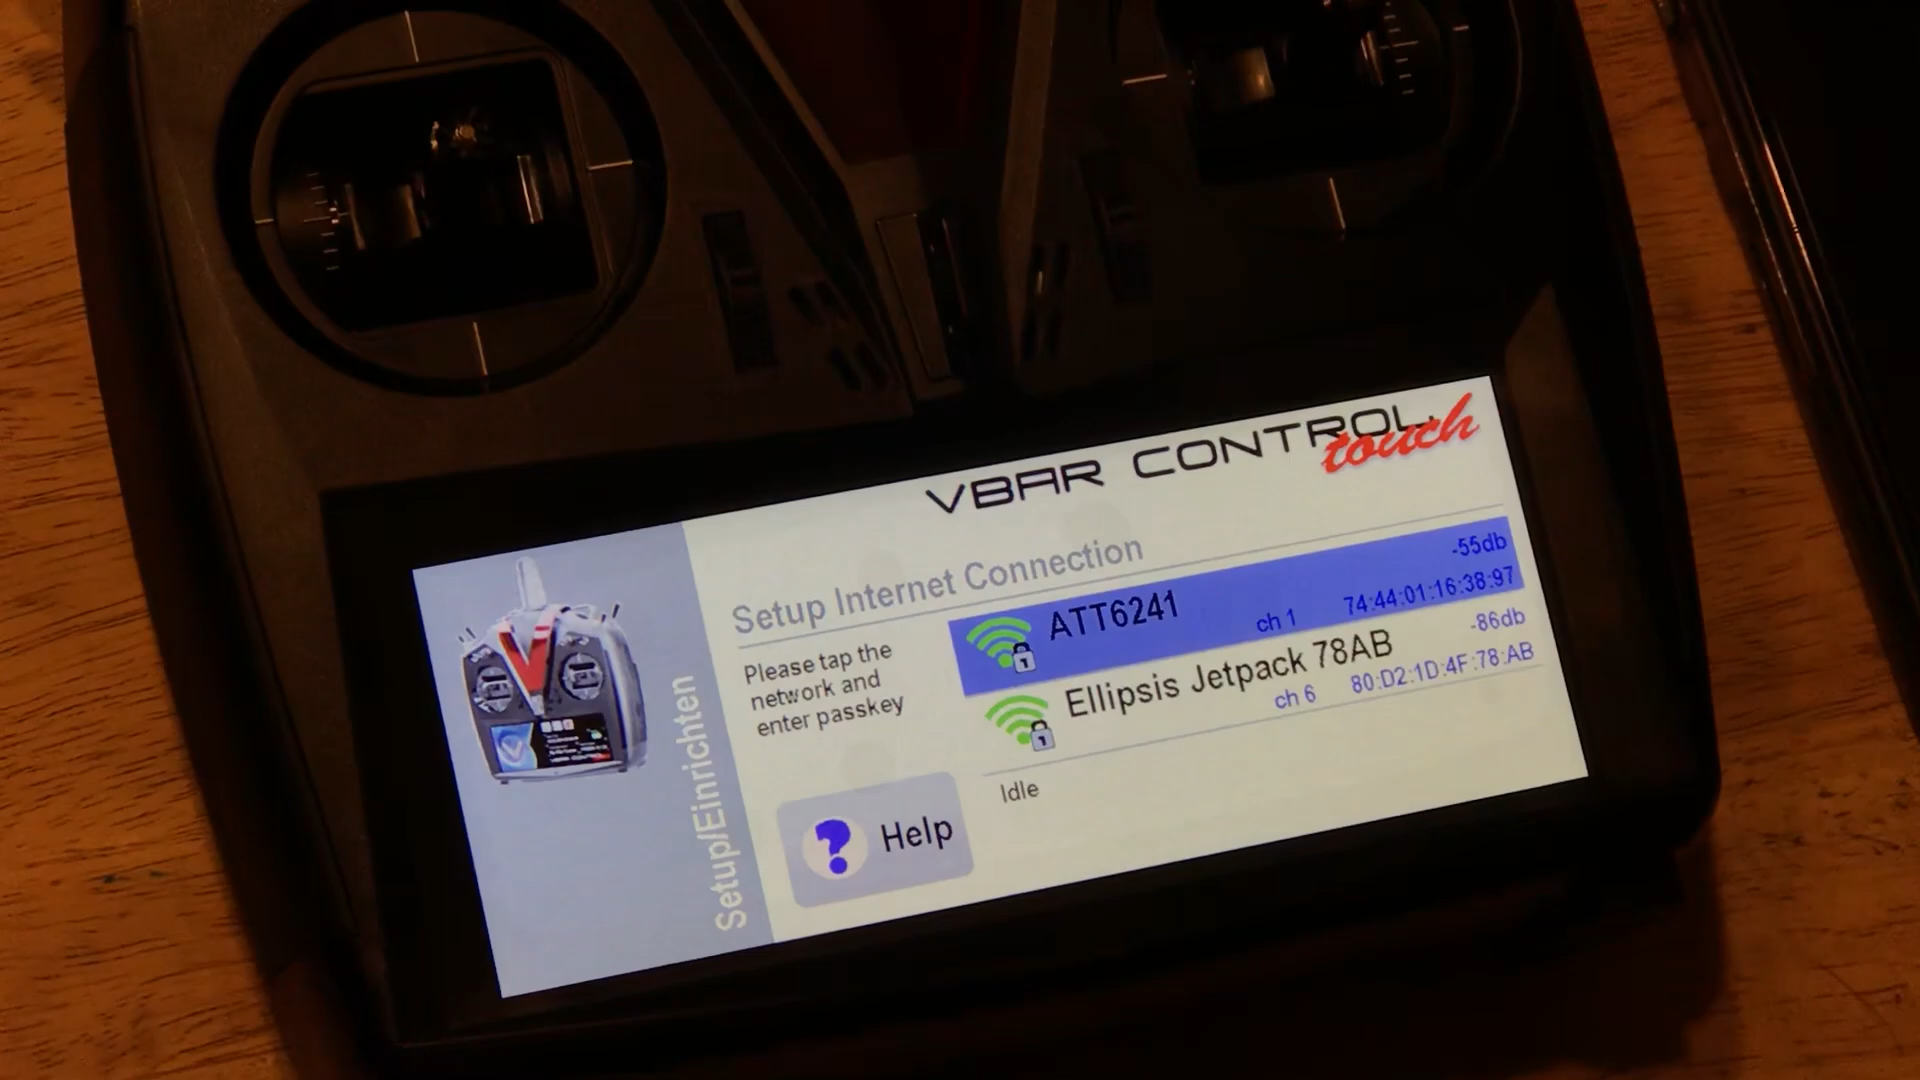 VBAR CONTROL touch
Setup Internet Connection
Please tap the
network and
enter passkey
ATT6241
-55db
ch 1
74:44:01:16:38:97
Ellipsis Jetpack 78AB
-86db
ch 6
80:D2:1D:4F:78:AB
Idle
? Help
Setup/Einrichten